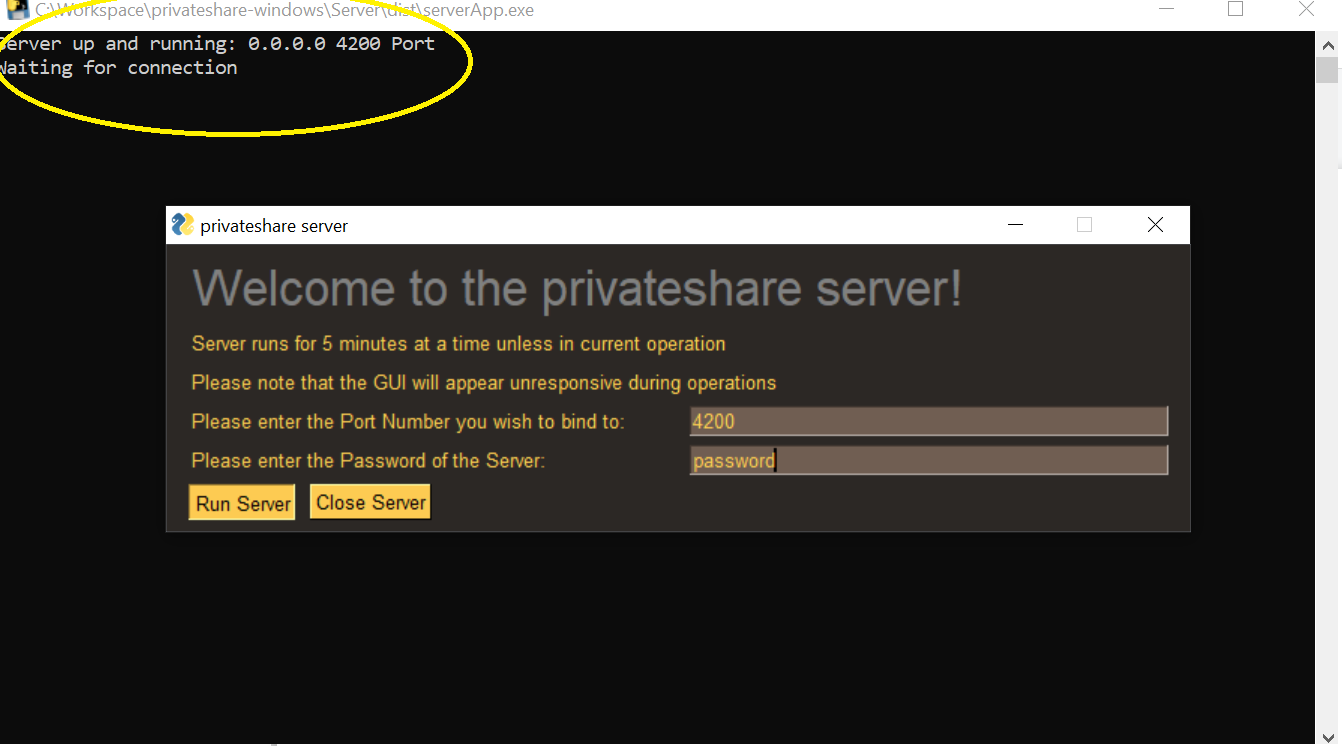 C:\Workspace\privateshare-windows\Server\dist\serverApp.exe
Server up and running: 0.0.0.0 4200 Port
Waiting for connection
privateshare server
Welcome to the privateshare server!
Server runs for 5 minutes at a time unless in current operation
Please note that the GUI will appear unresponsive during operations
Please enter the Port Number you wish to bind to: 4200
Please enter the Password of the Server: password
Run Server Close Server